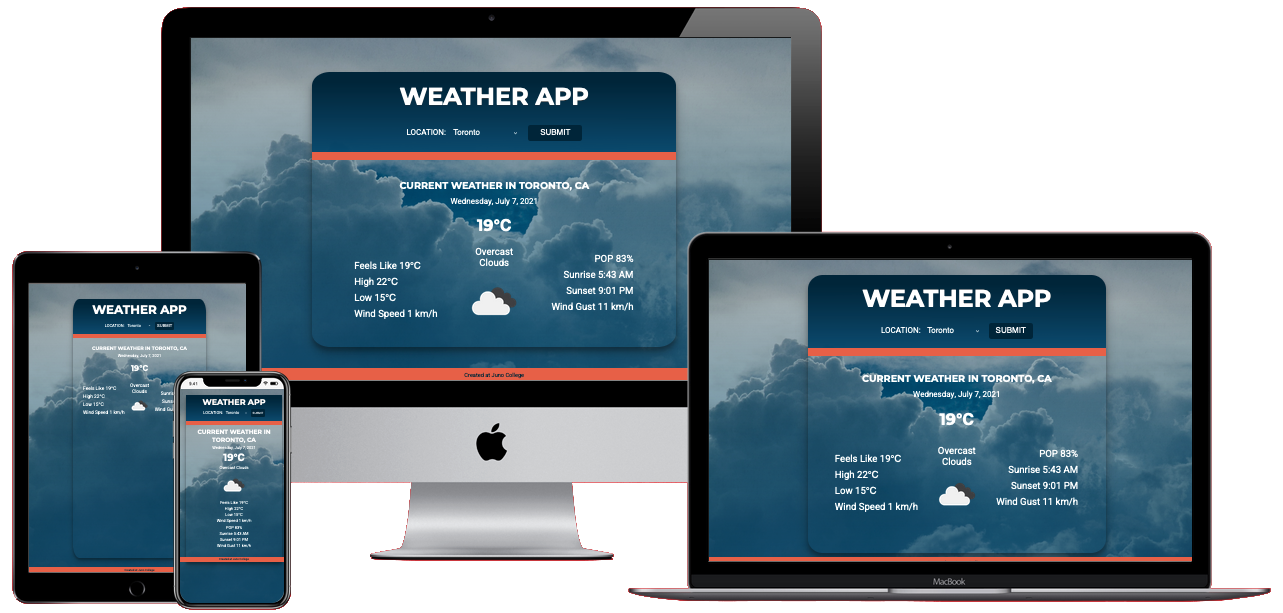 WEATHER APP
LOCATION: Toronto SUBMIT
CURRENT WEATHER IN TORONTO, CA
Wednesday, July 7, 2021
19°C
Overcast
Clouds
Feels Like 19°C
High 22°C
Low 15°C
Wind Speed 1 km/h
POP 83%
Sunrise 5:43 AM
Sunset 9:01 PM
Wind Gust 11 km/h
Created at Juno College
WEATHER APP
LOCATION: Toronto SUBMIT
CURRENT WEATHER IN TORONTO, CA
Wednesday, July 7, 2021
19°C
Overcast
Clouds
Feels Like 19°C
High 22°C
Low 15°C
Wind Speed 1 km/h
POP 83%
Sunrise 5:43 AM
Sunset 9:01 PM
Wind Gust 11 km/h
MacBook
WEATHER APP
LOCATION: Toronto SUBMIT
CURRENT WEATHER IN TORONTO, CA
Wednesday, July 7, 2021
19°C
Overcast
Clouds
Feels Like 19°C
High 22°C
Low 15°C
Wind Speed 1 km/h
9:41
WEATHER APP
LOCATION: Toronto SUBMIT
CURRENT WEATHER IN
TORONTO, CA
Wednesday, July 7, 2021
19°C
Overcast Clouds
Feels Like 19°C
High 22°C
Low 15°C
Wind Speed 1 km/h
POP 83%
Sunrise 5:43 AM
Sunset 9:01 PM
Wind Gust 11 km/h